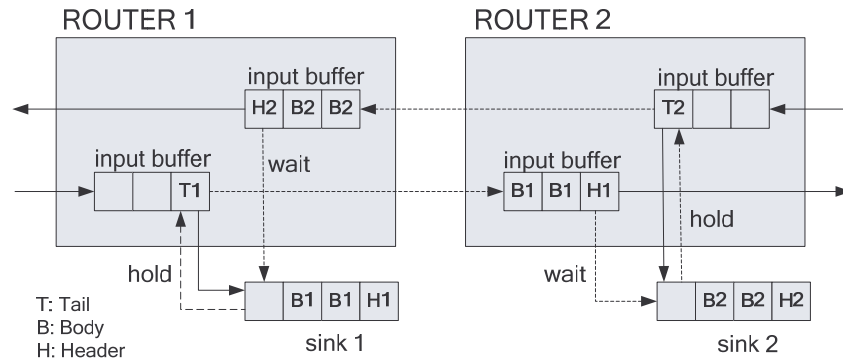 ROUTER 1
ROUTER 2
input buffer
input buffer
H2 B2 B2
T2
wait
input buffer
input buffer
T1
B1 B1 H1
hold
hold
wait
B1 B1 H1
B2 B2 H2
T: Tail
B: Body
H: Header
sink 1
sink 2